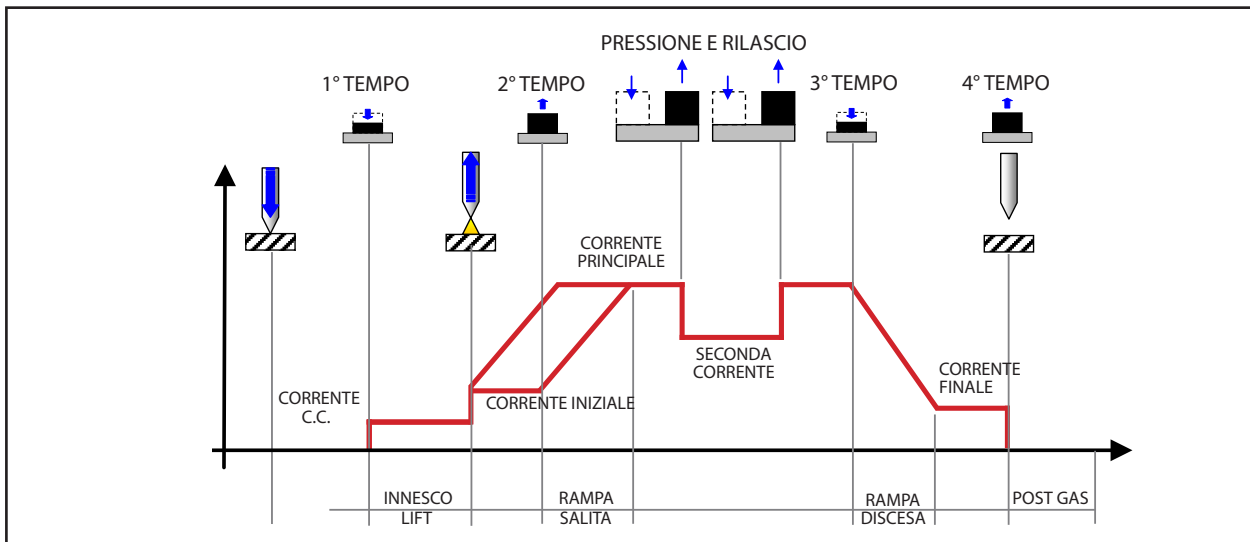 PRESSIONE E RILASCIO
1° TEMPO
2° TEMPO
3° TEMPO
4° TEMPO
CORRENTE
PRINCIPALE
SECONDA
CORRENTE
CORRENTE
FINALE
CORRENTE
C.C.
CORRENTE INIZIALE
INNESCO
LIFT
RAMPA
SALITA
RAMPA
DISCESA
POST GAS